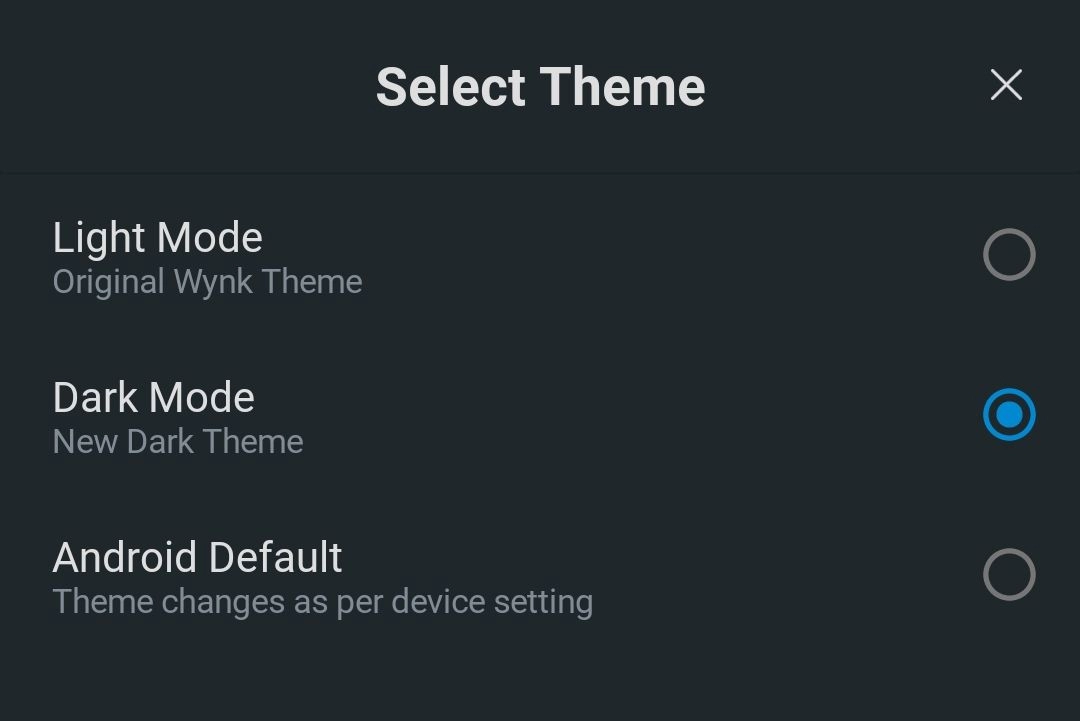 Select Theme
Light Mode
Original Wynk Theme
Dark Mode
New Dark Theme
Android Default
Theme changes as per device setting